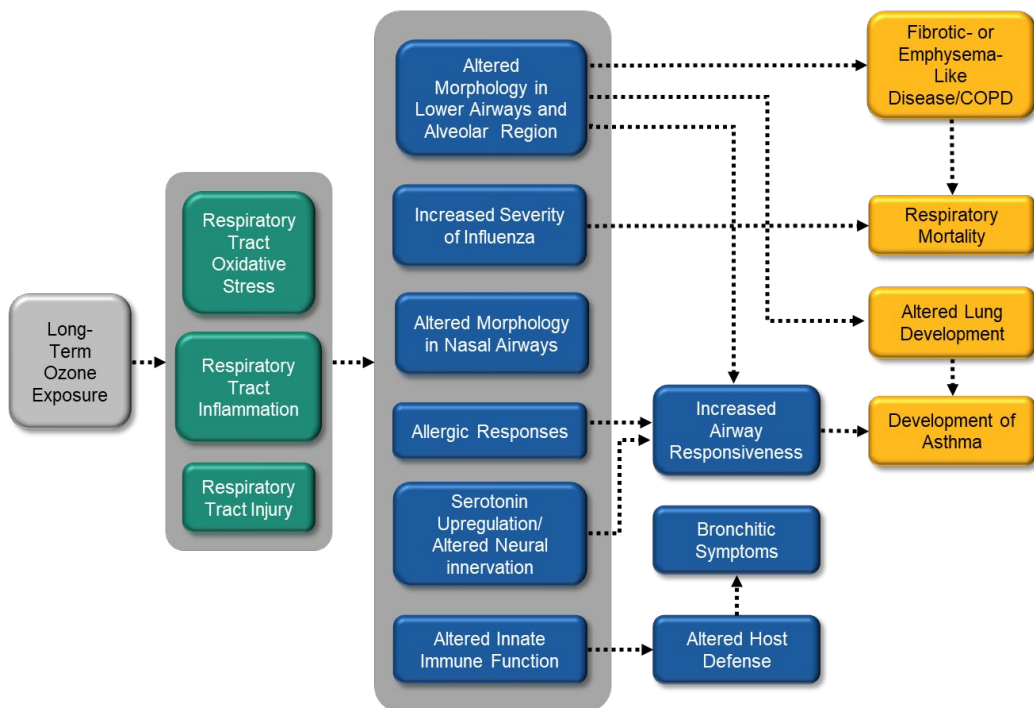 Long-
Term
Ozone
Exposure
Respiratory
Tract
Oxidative
Stress
Respiratory
Tract
Inflammation
Respiratory
Tract Injury
Altered
Morphology in
Lower Airways and
Alveolar Region
Increased Severity
of Influenza
Altered Morphology
in Nasal Airways
Allergic Responses
Serotonin
Upregulation/
Altered Neural
innervation
Altered Innate
Immune Function
Increased
Airway
Responsiveness
Bronchitic
Symptoms
Altered Host
Defense
Fibrotic- or
Emphysema-
Like
Disease/COPD
Respiratory
Mortality
Altered Lung
Development
Development of
Asthma